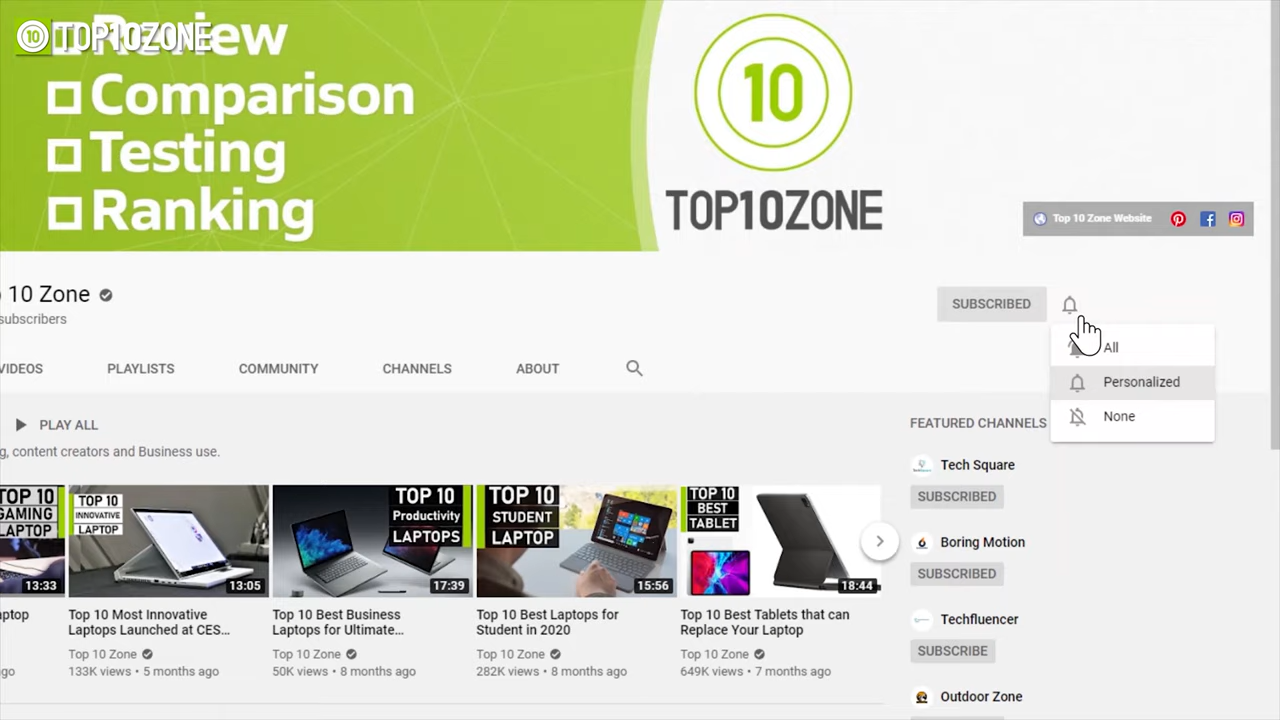 TOP10ZONE
Review
Comparison
Testing
Ranking
10
TOP10ZONE
Top 10 Zone Website
10 Zone
subscribers
SUBSCRIBED
All
Personalized
None
VIDEOS
PLAYLISTS
COMMUNITY
CHANNELS
ABOUT
PLAY ALL
g, content creators and Business use.
FEATURED CHANNELS
Tech Square
SUBSCRIBED
Boring Motion
SUBSCRIBED
Techfluencer
SUBSCRIBE
Outdoor Zone
TOP 10
GAMING
LAPTOP
13:33
TOP 10
INNOVATIVE
LAPTOP
13:05
TOP 10
Productivity
LAPTOPS
17:39
TOP 10
STUDENT
LAPTOP
15:56
TOP 10
BEST
TABLET
18:44
aptop
go
Top 10 Most Innovative
Laptops Launched at CES...
Top 10 Zone
133K views • 5 months ago
Top 10 Best Business
Laptops for Ultimate...
Top 10 Zone
50K views • 8 months ago
Top 10 Best Laptops for
Student in 2020
Top 10 Zone
282K views • 8 months ago
Top 10 Best Tablets that can
Replace Your Laptop
Top 10 Zone
649K views • 7 months ago